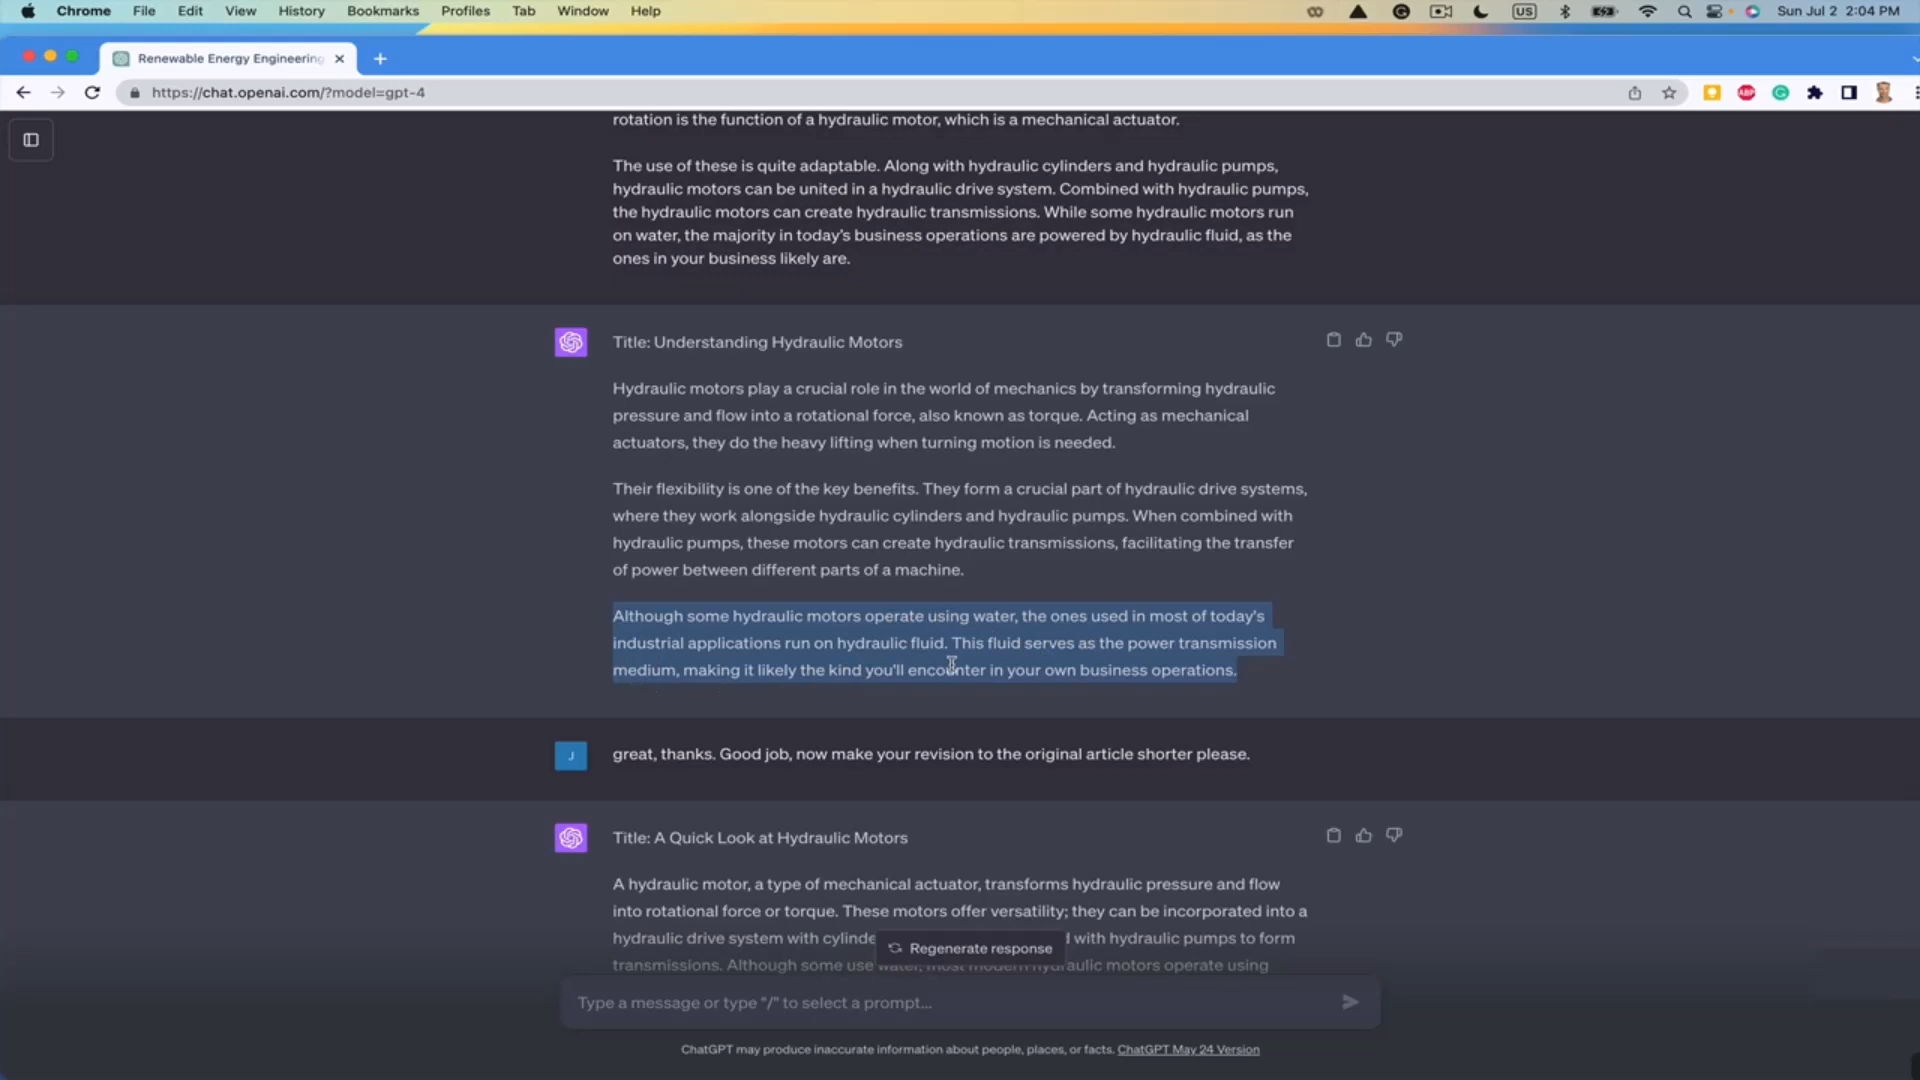 Chrome File Edit View History Bookmarks Profiles Tab Window Help US Sun Jul 2 2:04 PM
Renewable Energy Engineering
https://chat.openai.com/?model=gpt-4 ABP
rotation is the function of a hydraulic motor, which is a mechanical actuator.
The use of these is quite adaptable. Along with hydraulic cylinders and hydraulic pumps,
hydraulic motors can be united in a hydraulic drive system. Combined with hydraulic pumps,
the hydraulic motors can create hydraulic transmissions. While some hydraulic motors run
on water, the majority in today's business operations are powered by hydraulic fluid, as the
ones in your business likely are.
Title: Understanding Hydraulic Motors
Hydraulic motors play a crucial role in the world of mechanics by transforming hydraulic
pressure and flow into a rotational force, also known as torque. Acting as mechanical
actuators, they do the heavy lifting when turning motion is needed.
Their flexibility is one of the key benefits. They form a crucial part of hydraulic drive systems,
where they work alongside hydraulic cylinders and hydraulic pumps. When combined with
hydraulic pumps, these motors can create hydraulic transmissions, facilitating the transfer
of power between different parts of a machine.
Although some hydraulic motors operate using water, the ones used in most of today's
industrial applications run on hydraulic fluid. This fluid serves as the power transmission
medium, making it likely the kind you'll encounter in your own business operations.
J great, thanks. Good job, now make your revision to the original article shorter please.
Title: A Quick Look at Hydraulic Motors
A hydraulic motor, a type of mechanical actuator, transforms hydraulic pressure and flow
into rotational force or torque. These motors offer versatility; they can be incorporated into a
hydraulic drive system with with hydraulic pumps to form
Regenerate response
transmissions. Although some use water, most modern hydraulic motors operate using
Type a message or type "/" to select a prompt...
ChatGPT may produce inaccurate information about people, places, or facts. ChatGPT May 24 Version